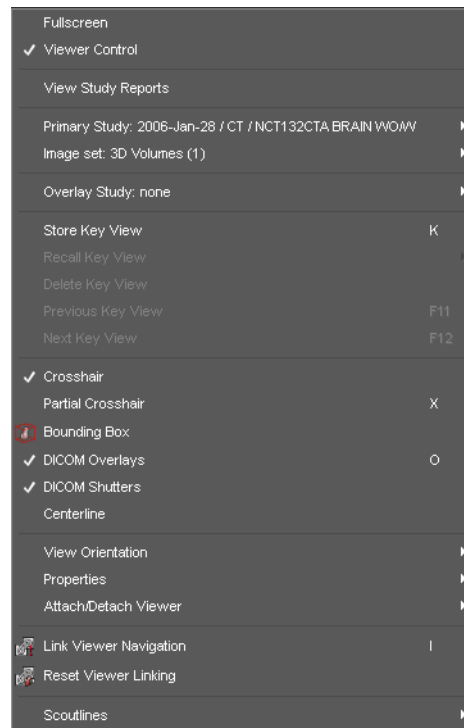 Fullscreen
Viewer Control
View Study Reports
Primary Study: 2006-Jan-28 / CT / NCT132CTA BRAIN WO/W
Image set: 3D Volumes (1)
Overlay Study: none
Store Key View K
Recall Key View
Delete Key View
Previous Key View F11
Next Key View F12
Crosshair
Partial Crosshair X
Bounding Box
DICOM Overlays O
DICOM Shutters
Centerline
View Orientation
Properties
Attach/Detach Viewer
Link Viewer Navigation l
Reset Viewer Linking
Scoutlines